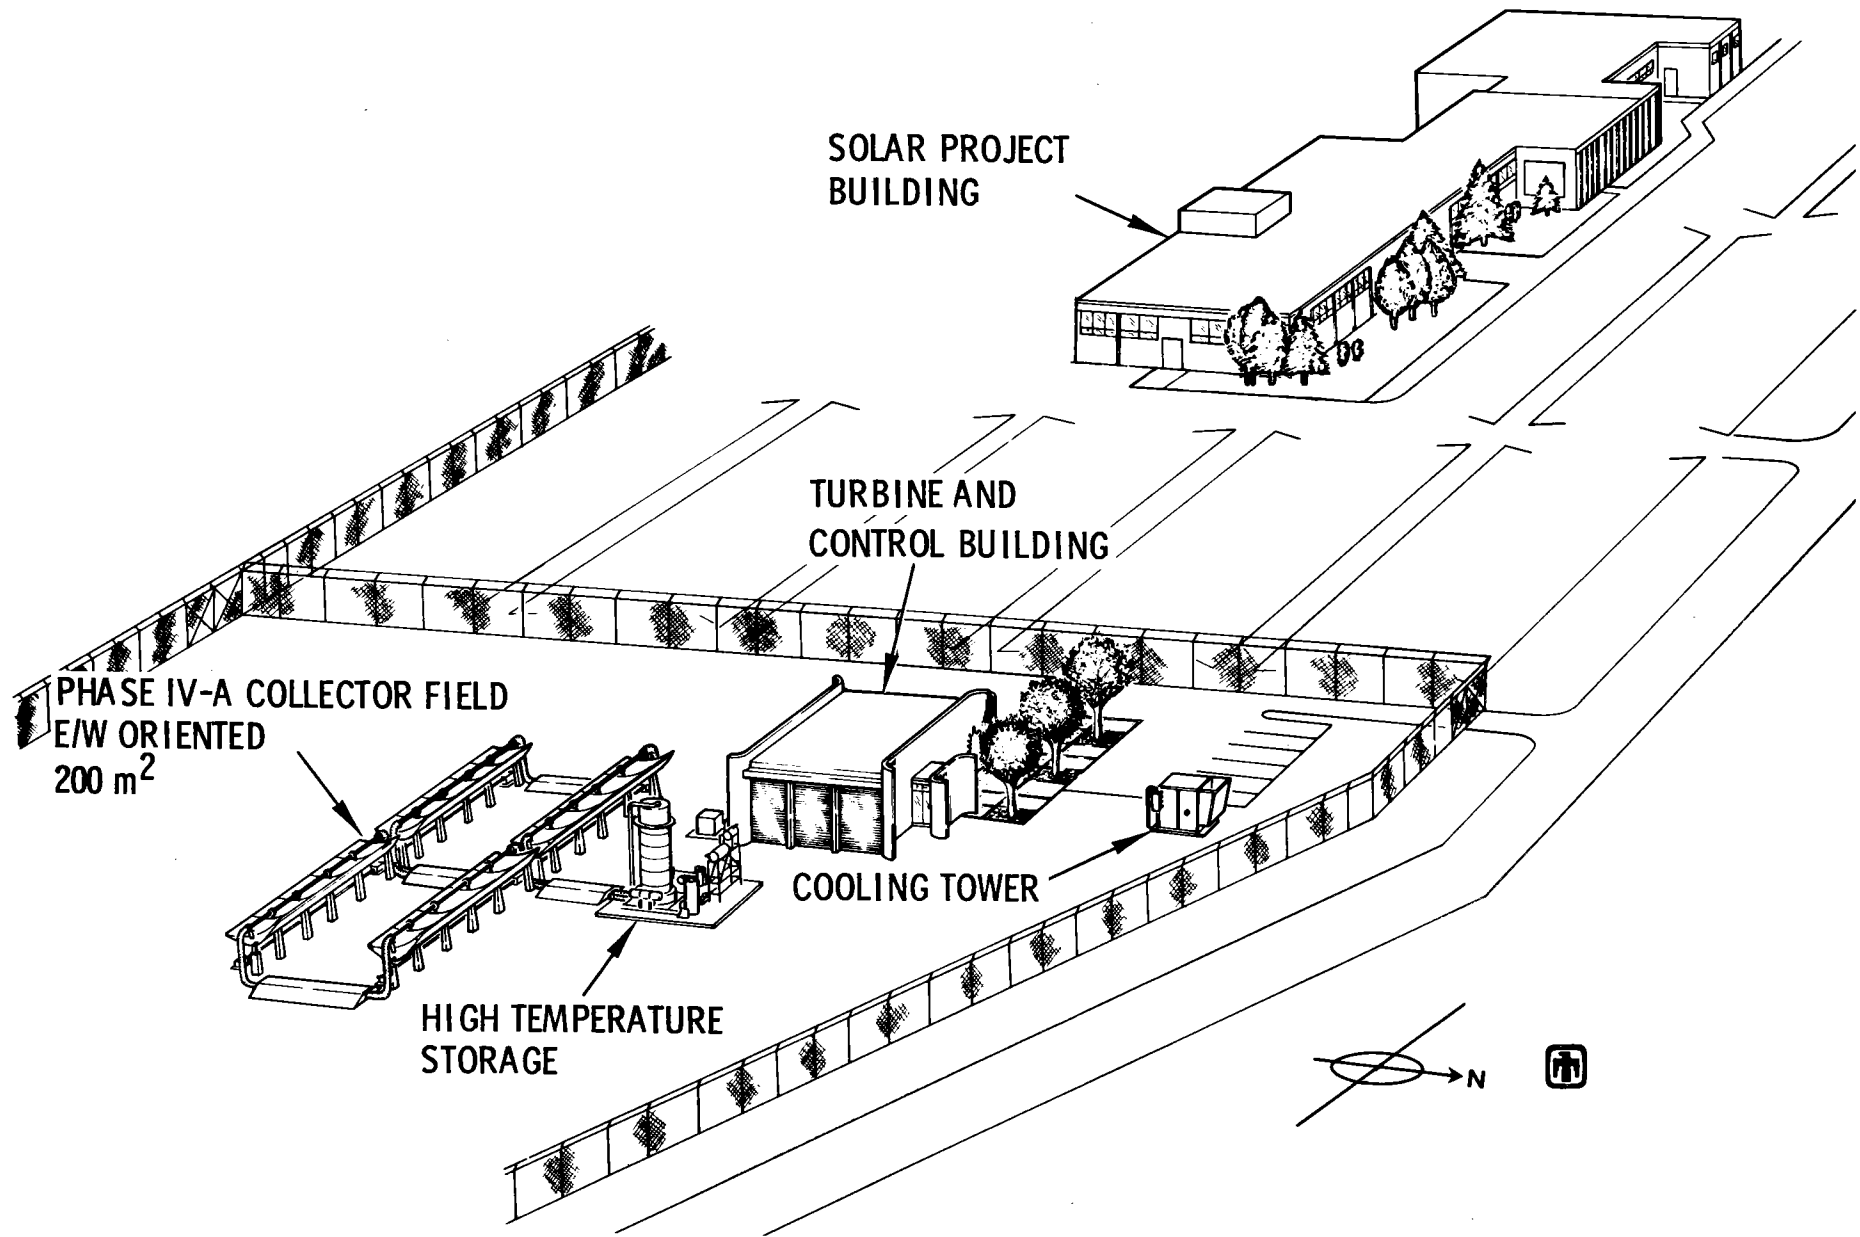 SOLAR PROJECT
BUILDING
TURBINE AND
CONTROL BUILDING
PHASE IV-A COLLECTOR FIELD
E/W ORIENTED
200 m²
COOLING TOWER
HIGH TEMPERATURE
STORAGE
N